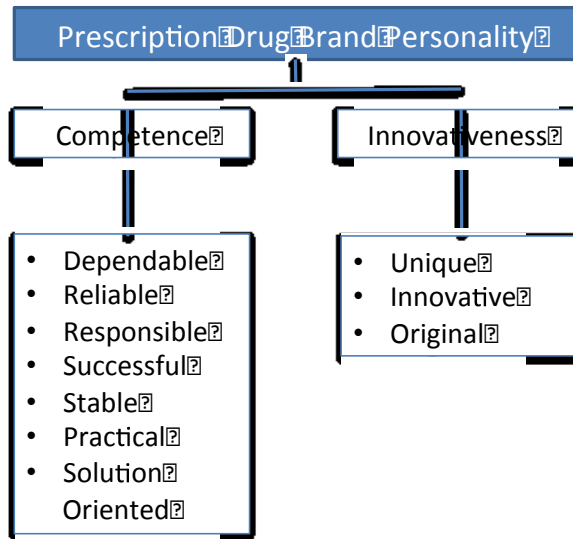 Prescription Drug Brand Personality
Competence
Innovativeness
• Dependable
• Reliable
• Responsible
• Successful
• Stable
• Practical
• Solution
Oriented
• Unique
• Innovative
• Original